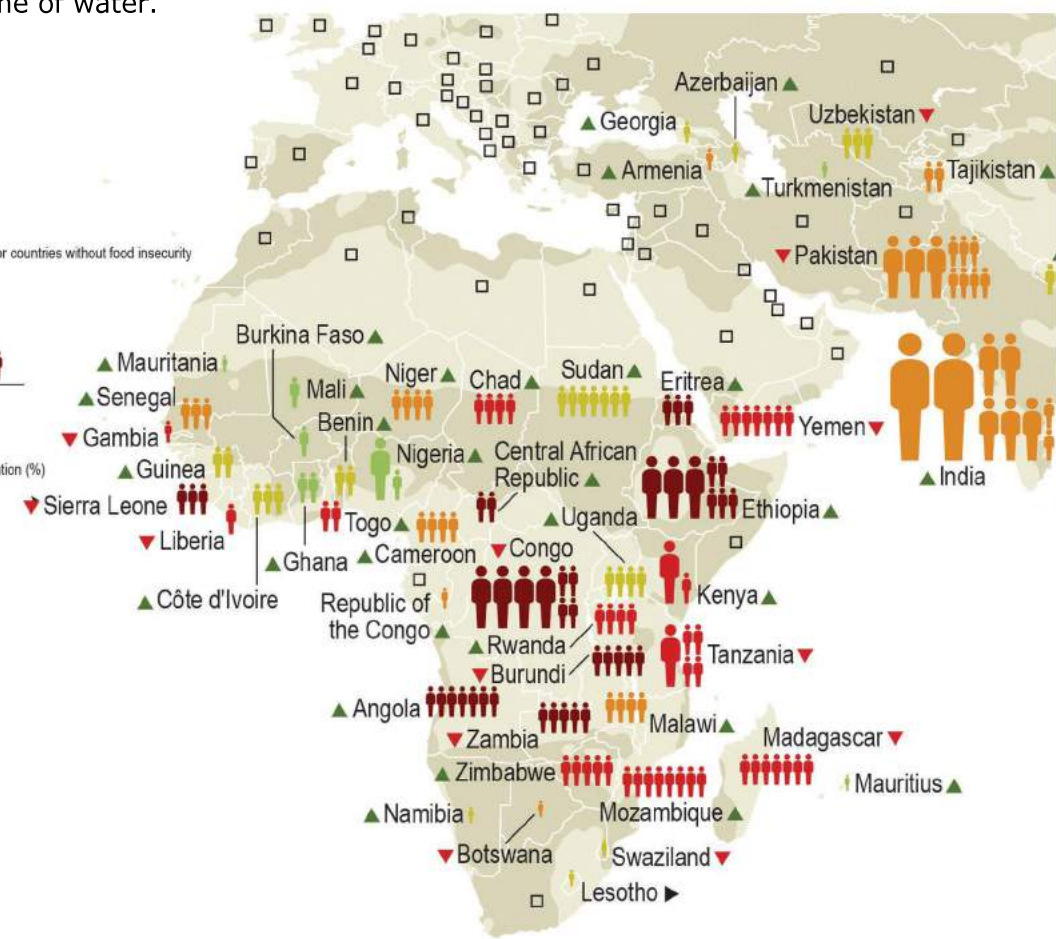 of water.
Azerbaijan
Georgia
Uzbekistan
Armenia
Tajikistan
Turkmenistan
Pakistan
countries without food insecurity
Burkina Faso
Mauritania
Mali
Niger
Chad
Sudan
Eritrea
Senegal
Benin
Gambia
Yemen
Nigeria
Central African
Republic
Guinea
India
Sierra Leone
Ethiopia
Togo
Uganda
Liberia
Cameroon
Congo
Ghana
Côte d'Ivoire
Kenya
Republic of
the Congo
Rwanda
Tanzania
Burundi
Angola
Malawi
Zambia
Madagascar
Zimbabwe
Mauritius
Namibia
Mozambique
Botswana
Swaziland
Lesotho
(%)